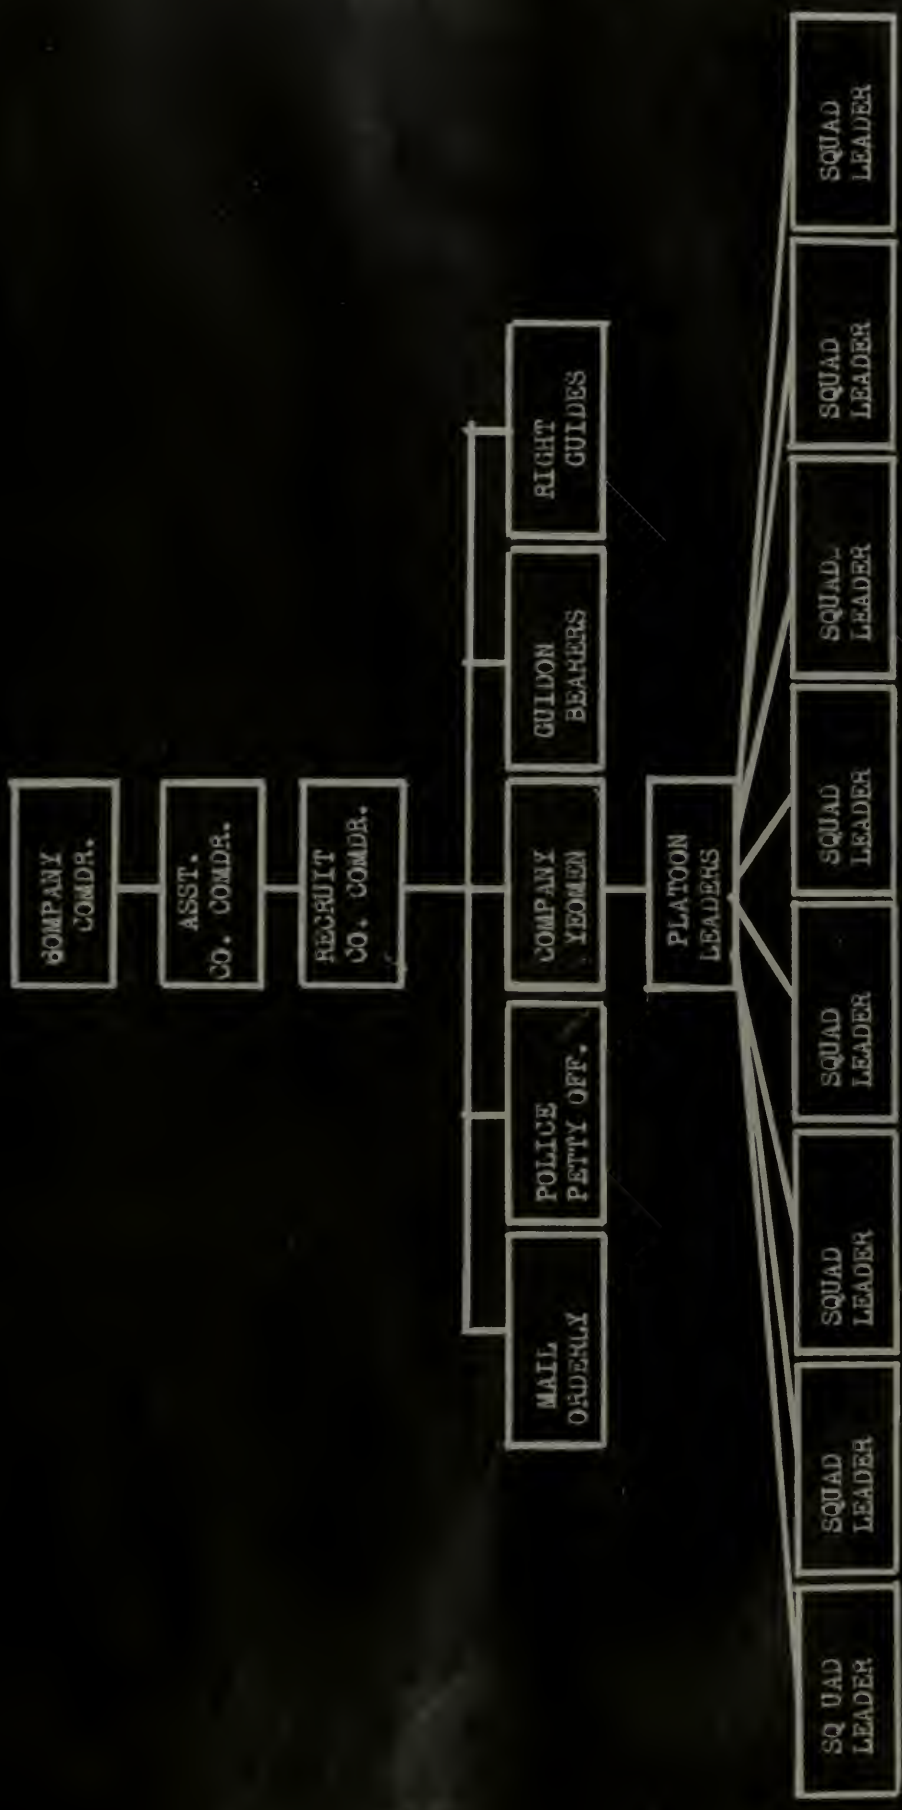 COMPANY
COMDR.
ASST.
CO. COMDR.
RECRUIT
CO. COMDR.
MAIL
ORDERLY
POLICE
PETTY OFF.
COMPANY
YEOMEN
GUIDON
BEARERS
RIGHT
GUIDES
PLATOON
LEADERS
SQ UAD
LEADER
SQUAD
LEADER
SQUAD
LEADER
SQUAD
LEADER
SQUAD
LEADER
SQUAD
LEADER
SQUAD
LEADER
SQUAD
LEADER